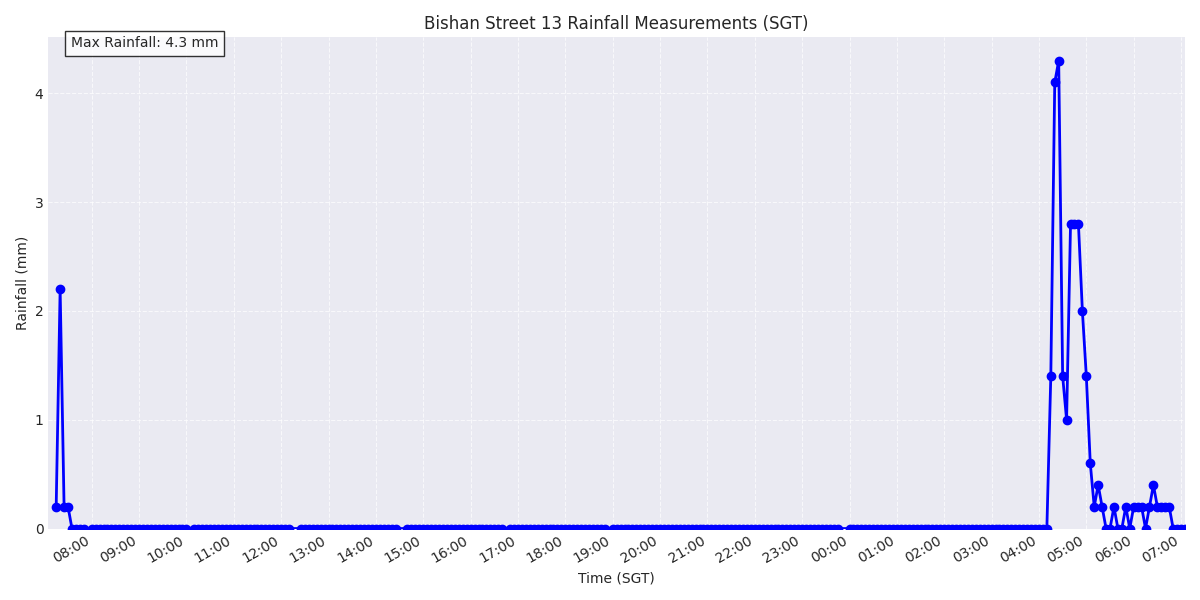 Bishan Street 13 Rainfall Measurements (SGT)
Max Rainfall: 4.3 mm
Rainfall (mm)
4
3
2
1
0
08:00 09:00 10:00 11:00 12:00 13:00 14:00 15:00 16:00 17:00 18:00 19:00 20:00 21:00 22:00 23:00 00:00 01:00 02:00 03:00 04:00 05:00 06:00 07:00
Time (SGT)